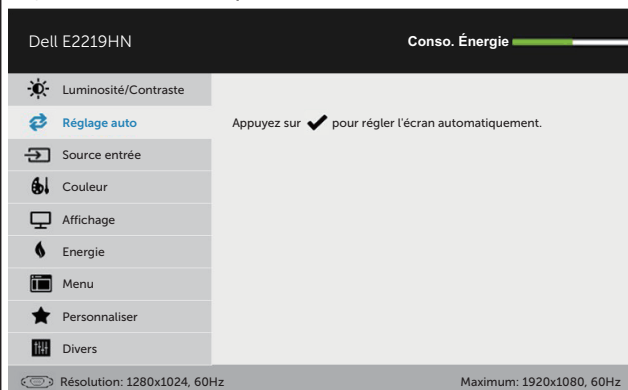 Dell E2219HN
Conso. Énergie
Luminosité/Contraste
Réglage auto
Appuyez sur ✔ pour régler l'écran automatiquement.
Source entrée
Couleur
Affichage
Energie
Menu
Personnaliser
Divers
Résolution: 1280x1024, 60Hz
Maximum: 1920x1080, 60Hz